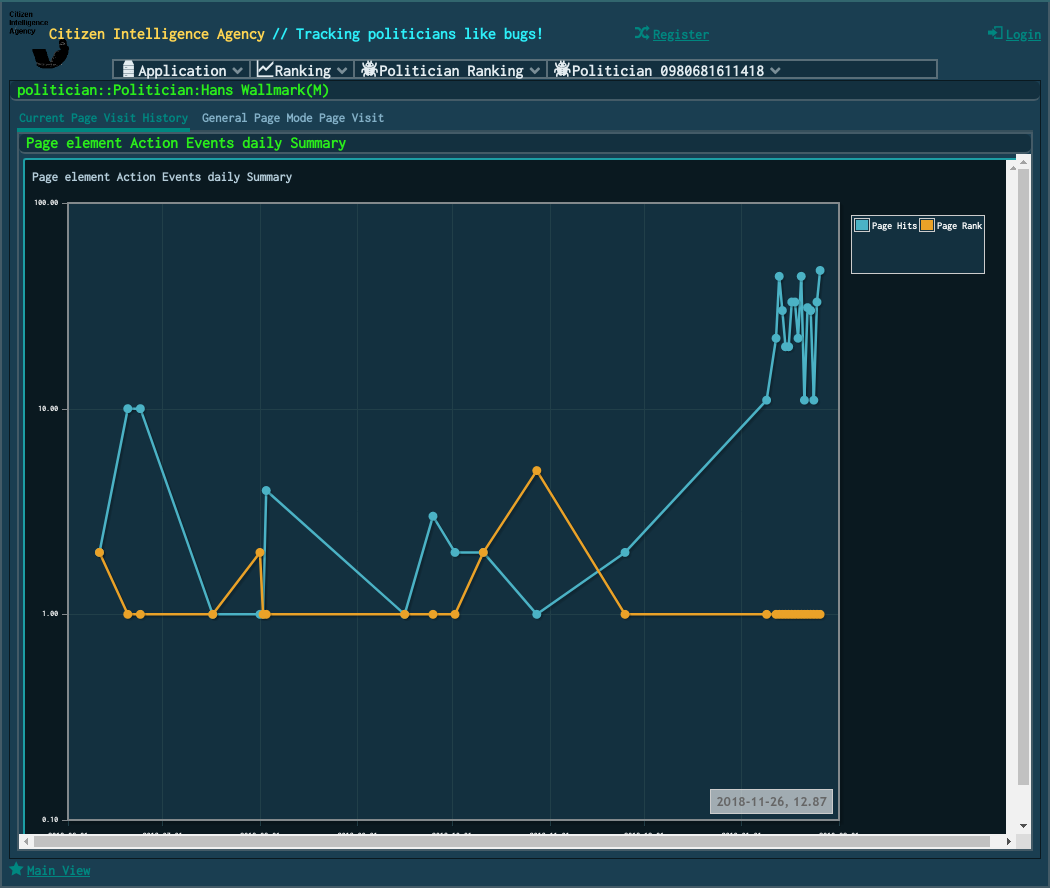 Citizen
Intelligence
Agency
Citizen Intelligence Agency // Tracking politicians like bugs!
Register
Login
Application
Ranking
Politician Ranking
Politician 0980681611418
politician::Politician:Hans Wallmark(M)
Current Page Visit History
General Page Mode Page Visit
Page element Action Events daily Summary
Page element Action Events daily Summary
100.00
Page Hits
Page Rank
10.00
1.00
2018-11-26, 12.87
0.10
Main View